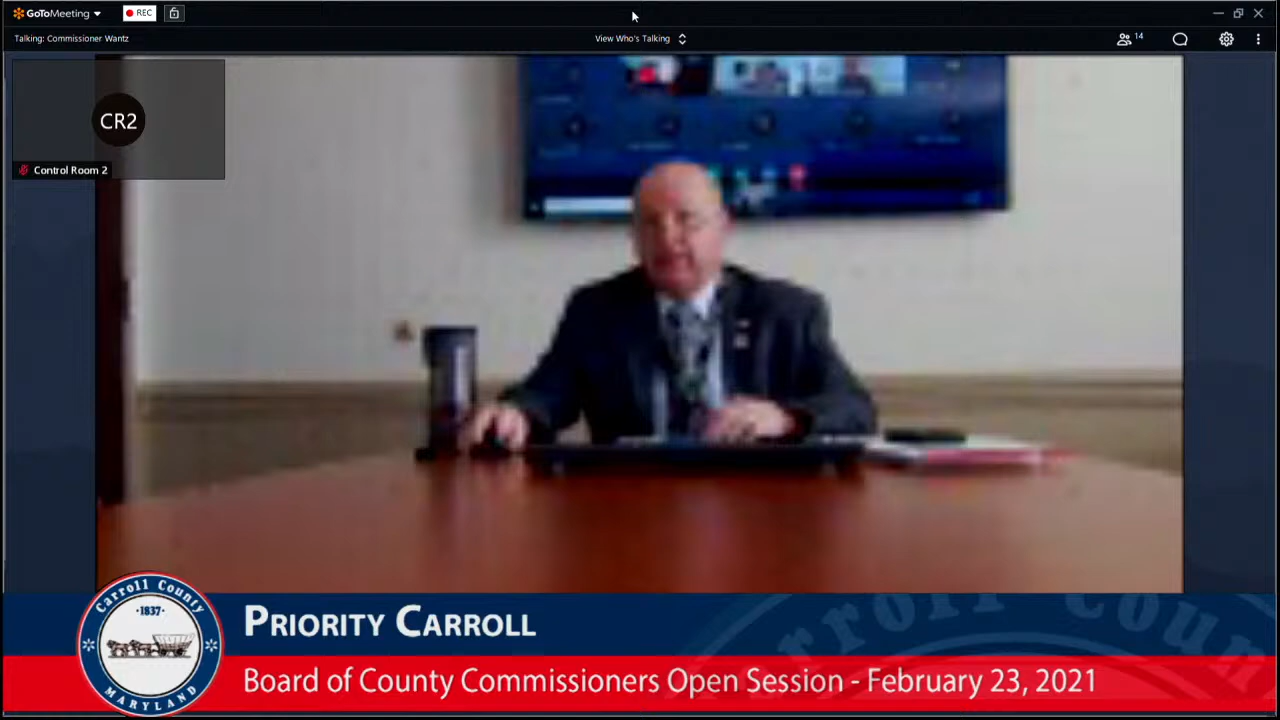 GoToMeeting
REC
Talking: Commissioner Wantz
View Who's Talking
14
CR2
Control Room 2
Carroll County
·1837·
MARYLAND
PRIORITY CARROLL
Board of County Commissioners Open Session - February 23, 2021